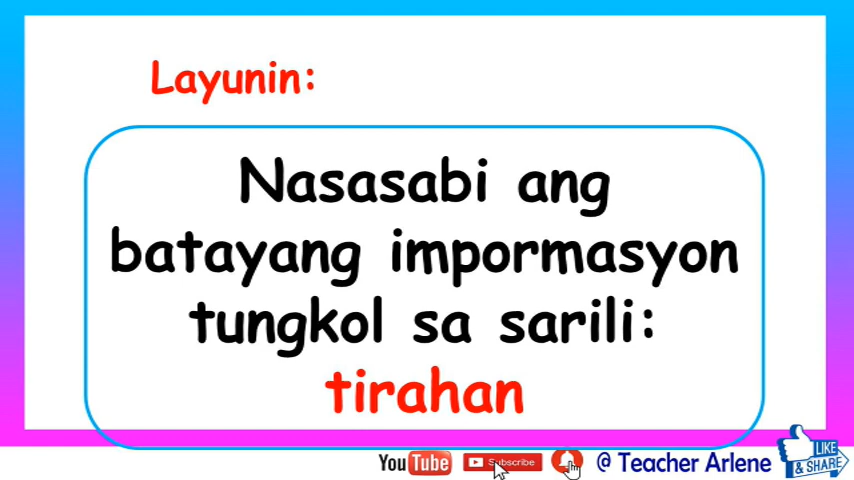 Layunin:
Nasasabi ang
batayang impormasyon
tungkol sa sarili:
tirahan
YouTube Subscribe @ Teacher Arlene LIKE
& SHARE